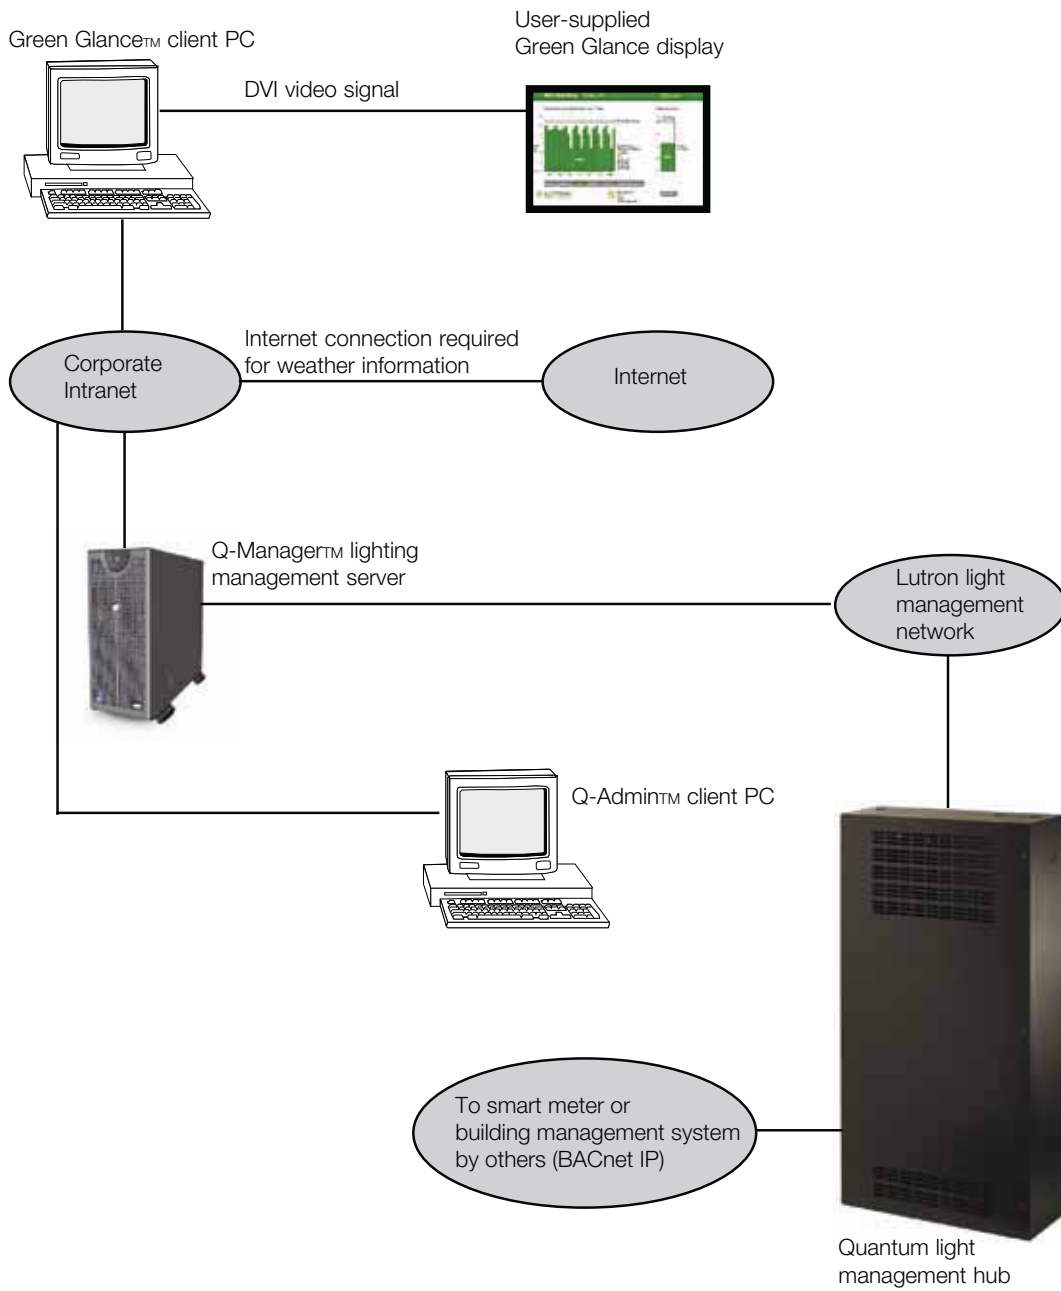 Green Glance™ client PC
User-supplied
Green Glance display
DVI video signal
Corporate
Intranet
Internet connection required
for weather information
Internet
Q-Manager™ lighting
management server
Lutron light
management
network
Q-Admin™ client PC
To smart meter or
building management system
by others (BACnet IP)
Quantum light
management hub